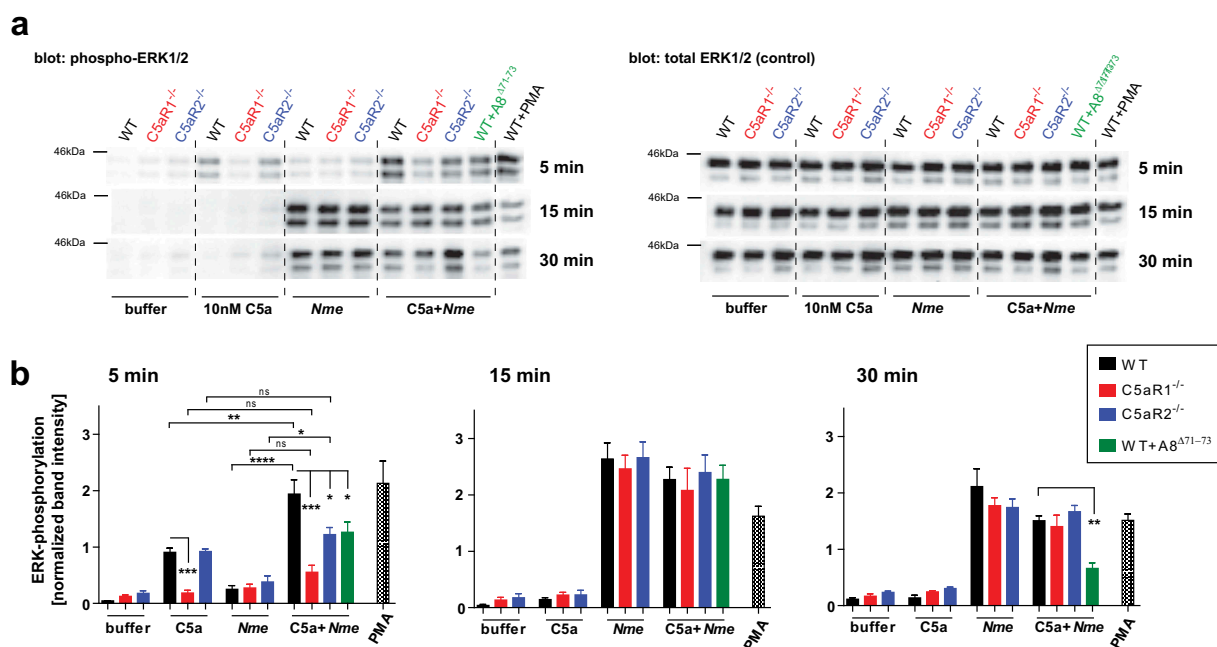 a
blot: phospho-ERK1/2
WT C5aR1-/- C5aR2-/- WT C5aR1-/- C5aR2-/- WT C5aR1-/- C5aR2-/- WT C5aR1-/- C5aR2-/- WT+A8Δ71-73 WT+PMA
46kDa 5 min
15 min
46kDa 30 min
buffer 10nM C5a Nme C5a+Nme
blot: total ERK1/2 (control)
WT C5aR1-/- C5aR2-/- WT C5aR1-/- C5aR2-/- WT C5aR1-/- C5aR2-/- WT C5aR1-/- C5aR2-/- WT+A8 WT+PMA
46kDa 5 min
15 min
46kDa 30 min
buffer 10nM C5a Nme C5a+Nme
b
ERK-phosphorylation
[normalized band intensity]
5 min
ns
ns
**
*
ns
****
*** *** * *
3
2
1
0
buffer C5a Nme C5a+Nme PMA
15 min
3
2
1
0
buffer C5a Nme C5a+Nme PMA
30 min
**
3
2
1
0
buffer C5a Nme C5a+Nme PMA
WT
C5aR1-/-
C5aR2-/-
WT+A8Δ71–73